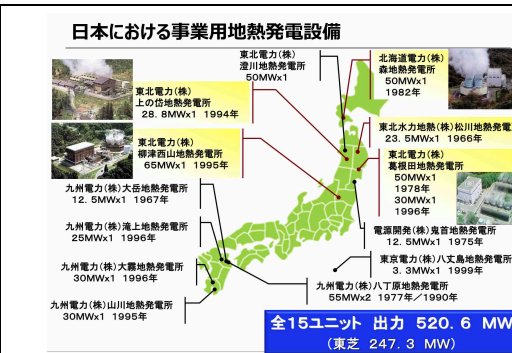 日本における事業用地熱発電設備
東北電力(株)
澄川地熱発電所
50MWx1
北海道電力(株)
森地熱発電所
50MWx1
1982年
東北電力(株)
上の岱地熱発電所
28.8MWx1 1994年
東北水力地熱(株)松川地熱発電
23.5MWx1 1966年
東北電力(株)
柳津西山地熱発電所
65MWx1 1995年
東北電力(株)
葛根田地熱発電所
50MWx1
1978年
30MWx1
1996年
九州電力(株)大岳地熱発電所
12.5MWx1 1967年
電源開発(株)鬼首地熱発電所
12.5MWx1 1975年
九州電力(株)滝上地熱発電所
25MWx1 1996年
東京電力(株)八丈島地熱発電所
3.3MWx1 1999年
九州電力(株)大霧地熱発電所
30MWx1 1996年
九州電力(株)八丁原地熱発電所
55MWx2 1977年/1990年
九州電力(株)山川地熱発電所
30MWx1 1995年
全15ユニット 出力 520.6 MW
(東芝 247.3 MW)